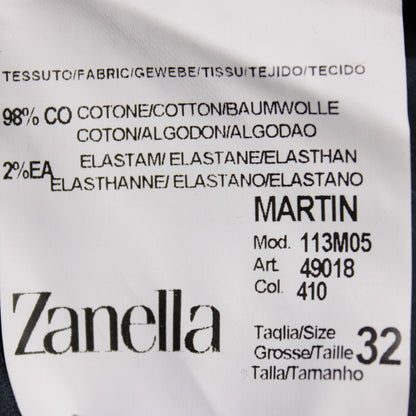 TESSUTO/FABRIC/GEWEBE/TISSU/TEJIDO/TECIDO
98% CO COTONE/COTTON/BAUMWOLLE
COTON/ALGODON/ALGODAO
2%EA ELASTAM/ ELASTANE/ELASTHAN
ELASTHANNE/ELASTANO/ELASTANO
MARTIN
Mod. 113M05
Art. 49018
Col. 410
Zanella
Taglia/Size
Grosse/Taille 32
Talla/Tamanho